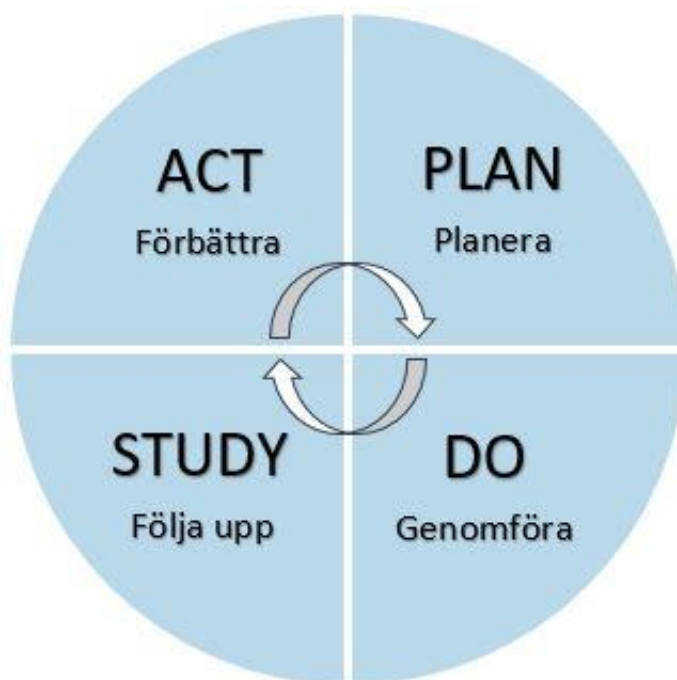 ACT
Förbättra
PLAN
Planera
STUDY
Följa upp
DO
Genomföra